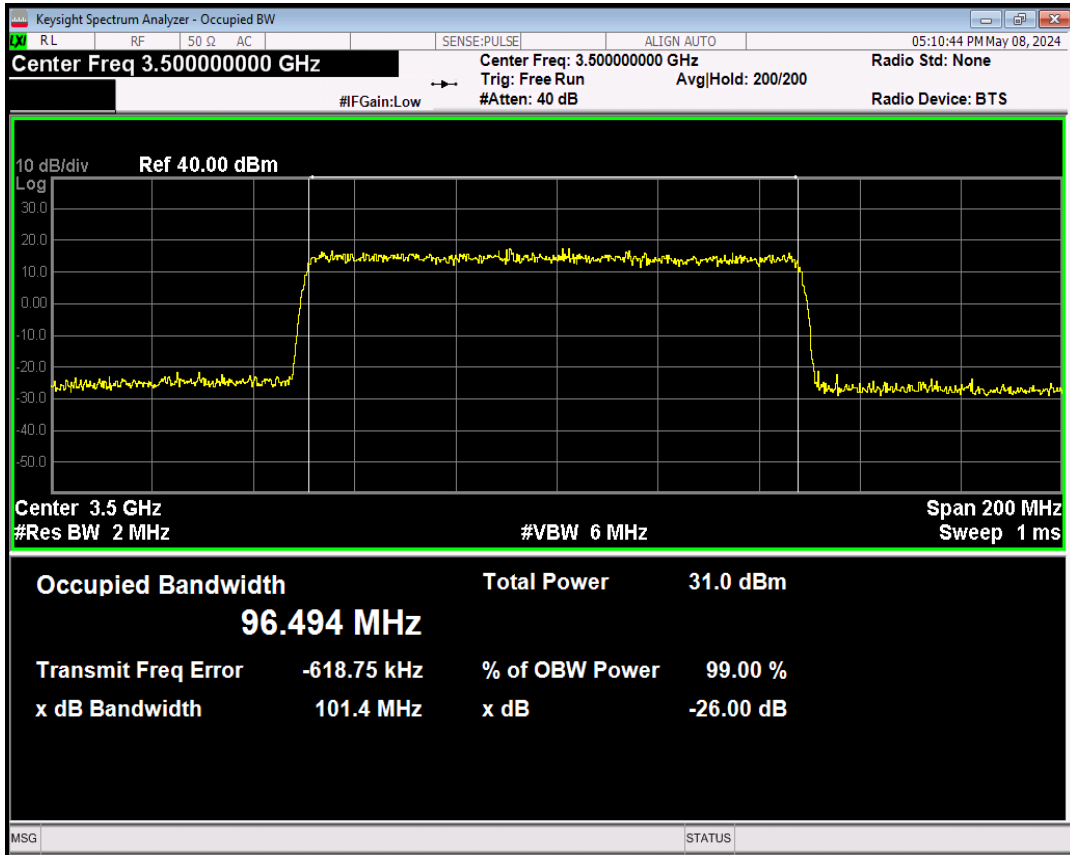 Keysight Spectrum Analyzer - Occupied BW
LXI RL RF 50 Ω AC SENSE:PULSE ALIGN AUTO 05:10:44 PM May 08, 2024
Center Freq 3.500000000 GHz Center Freq: 3.500000000 GHz Radio Std: None
Trig: Free Run Avg|Hold: 200/200
#IFGain:Low #Atten: 40 dB Radio Device: BTS
10 dB/div Ref 40.00 dBm
Log
30.0
20.0
10.0
0.00
-10.0
-20.0
-30.0
-40.0
-50.0
Center 3.5 GHz Span 200 MHz
#Res BW 2 MHz #VBW 6 MHz Sweep 1 ms
Occupied Bandwidth Total Power 31.0 dBm
96.494 MHz
Transmit Freq Error -618.75 kHz % of OBW Power 99.00 %
x dB Bandwidth 101.4 MHz x dB -26.00 dB
MSG STATUS